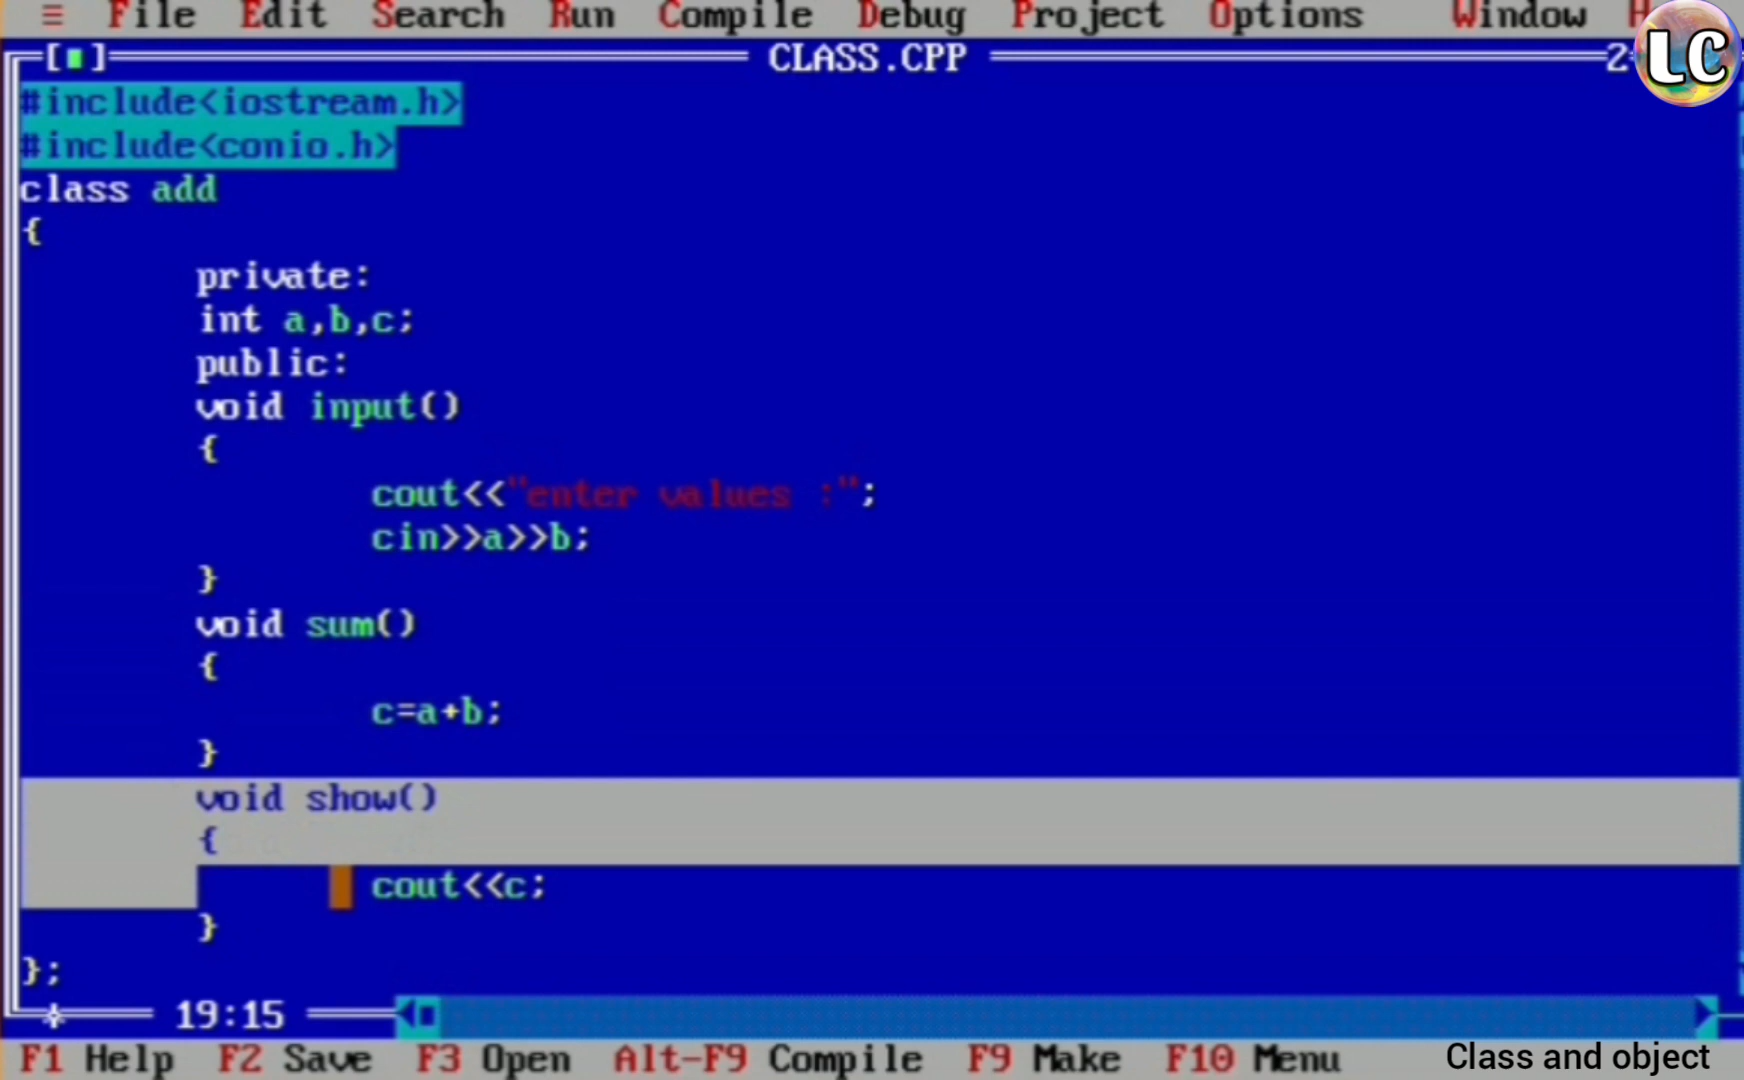 ≡ File Edit Search Run Compile Debug Project Options Window H
[■] CLASS.CPP 2
LC
#include<iostream.h>
#include<conio.h>
class add
{
private:
int a,b,c;
public:
void input()
{
cout<<"enter values :";
cin>>a>>b;
}
void sum()
{
c=a+b;
}
void show()
{
cout<<c;
}
};
19:15
F1 Help F2 Save F3 Open Alt-F9 Compile F9 Make F10 Menu
Class and object